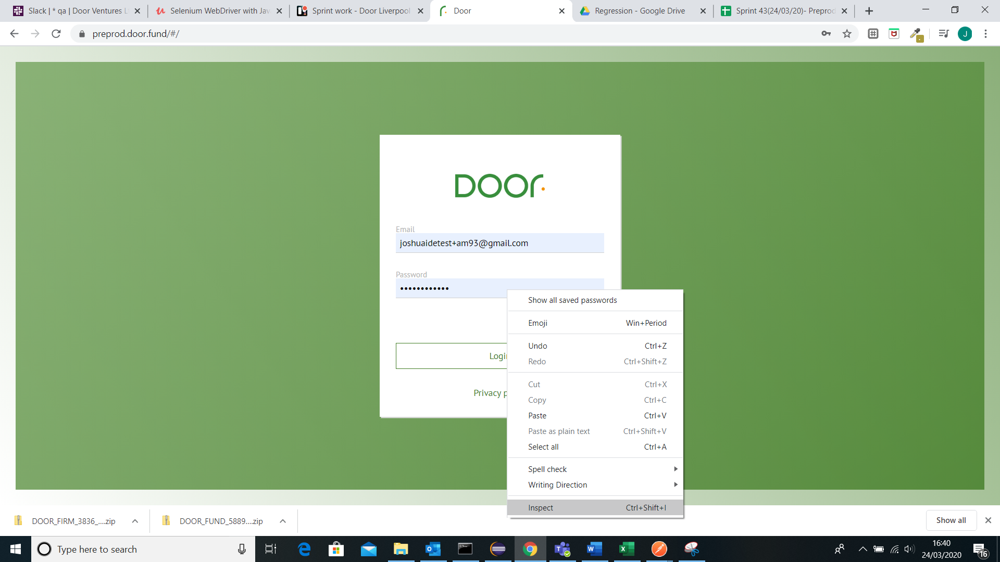 Slack | * qa | Door Ventures L
Selenium WebDriver with Jav
Sprint work - Door Liverpool
Door
Regression - Google Drive
Sprint 43(24/03/20)- Preprod
preprod.door.fund/#/
J
DOOr.
Email
joshuaidetest+am93@gmail.com
Password
••••••••••••
Login
Privacy p
Show all saved passwords
Emoji Win+Period
Undo Ctrl+Z
Redo Ctrl+Shift+Z
Cut Ctrl+X
Copy Ctrl+C
Paste Ctrl+V
Paste as plain text Ctrl+Shift+V
Select all Ctrl+A
Spell check
Writing Direction
Inspect Ctrl+Shift+I
DOOR_FIRM_3836_....zip
DOOR_FUND_5889....zip
Show all
Type here to search
16:40
24/03/2020
16